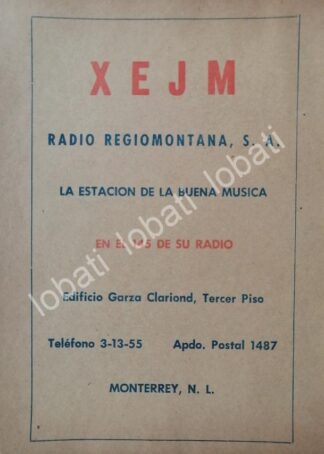 XEJM
RADIO REGIOMONTANA, S. A.
LA ESTACION DE LA BUENA MUSICA
EN EL 145 DE SU RADIO
Edificio Garza Clariond, Tercer Piso
Teléfono 3-13-55 Apdo. Postal 1487
MONTERREY, N. L.
lobati lobati lobati